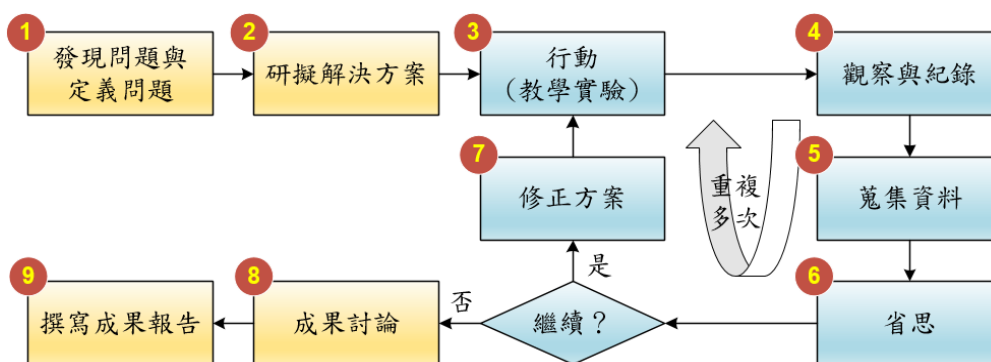 1
發現問題與
定義問題
2
研擬解決方案
3
行動
(教學實驗)
4
觀察與紀錄
5
蒐集資料
6
省思
繼續？
是
7
修正方案
重複
多次
否
8
成果討論
9
撰寫成果報告